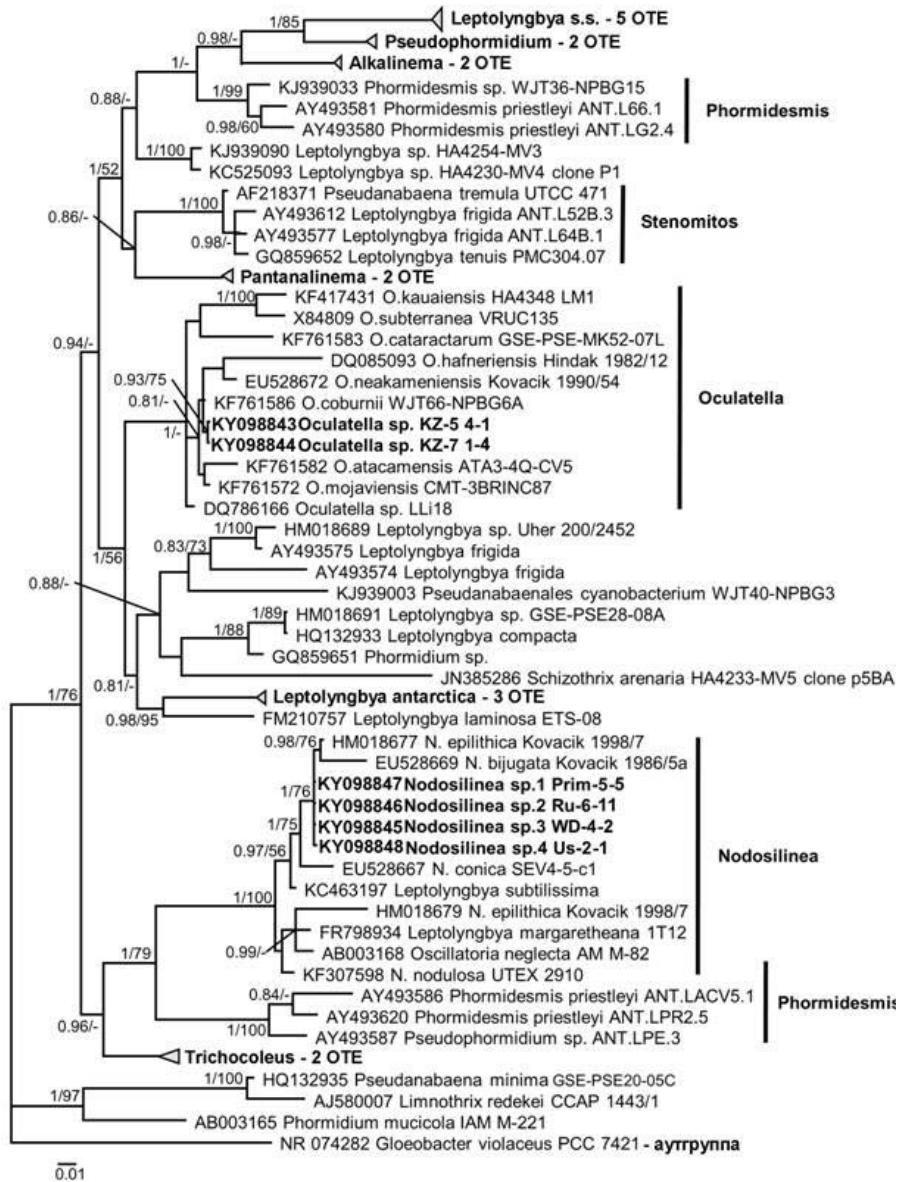 1/85
Leptolyngbya s.s. - 5 OTE
0.98/-
Pseudophormidium - 2 OTE
1/-
Alkalinema - 2 OTE
0.88/-
1/99
KJ939033 Phormidesmis sp. WJT36-NPBG15
AY493581 Phormidesmis priestleyi ANT.L66.1
Phormidesmis
0.98/60
AY493580 Phormidesmis priestleyi ANT.LG2.4
1/100
KJ939090 Leptolyngbya sp. HA4254-MV3
1/52
KC525093 Leptolyngbya sp. HA4230-MV4 clone P1
AF218371 Pseudanabaena tremula UTCC 471
0.86/-
1/100
AY493612 Leptolyngbya frigida ANT.L52B.3
Stenomitos
AY493577 Leptolyngbya frigida ANT.L64B.1
0.98/-
GQ859652 Leptolyngbya tenuis PMC304.07
Pantanalinema - 2 OTE
1/100
KF417431 O.kauaiensis HA4348 LM1
X84809 O.subterranea VRUC135
KF761583 O.cataractarum GSE-PSE-MK52-07L
0.94/-
DQ085093 O.hafneriensis Hindak 1982/12
0.93/75
EU528672 O.neakameniensis Kovacik 1990/54
Oculatella
0.81/-
KF761586 O.coburnii WJT66-NPBG6A
KY098843 Oculatella sp. KZ-5 4-1
1/-
KY098844 Oculatella sp. KZ-7 1-4
KF761582 O.atacamensis ATA3-4Q-CV5
KF761572 O.mojaviensis CMT-3BRINC87
DQ786166 Oculatella sp. LLi18
1/100
HM018689 Leptolyngbya sp. Uher 200/2452
0.83/73
AY493575 Leptolyngbya frigida
1/56
AY493574 Leptolyngbya frigida
0.88/-
KJ939003 Pseudanabaenales cyanobacterium WJT40-NPBG3
1/89
HM018691 Leptolyngbya sp. GSE-PSE28-08A
1/88
HQ132933 Leptolyngbya compacta
GQ859651 Phormidium sp.
JN385286 Schizothrix arenaria HA4233-MV5 clone p5BA
0.81/-
1/76
Leptolyngbya antarctica - 3 OTE
0.98/95
FM210757 Leptolyngbya laminosa ETS-08
0.98/76
HM018677 N. epilithica Kovacik 1998/7
EU528669 N. bijugata Kovacik 1986/5a
1/76
KY098847 Nodosilinea sp.1 Prim-5-5
KY098846 Nodosilinea sp.2 Ru-6-11
1/75
KY098845 Nodosilinea sp.3 WD-4-2
KY098848 Nodosilinea sp.4 Us-2-1
Nodosilinea
0.97/56
EU528667 N. conica SEV4-5-c1
1/100
KC463197 Leptolyngbya subtilissima
HM018679 N. epilithica Kovacik 1998/7
FR798934 Leptolyngbya margaretheana 1T12
0.99/-
AB003168 Oscillatoria neglecta AM M-82
1/79
KF307598 N. nodulosa UTEX 2910
0.84/-
AY493586 Phormidesmis priestleyi ANT.LACV5.1
Phormidesmis
AY493620 Phormidesmis priestleyi ANT.LPR2.5
0.96/-
1/100
AY493587 Pseudophormidium sp. ANT.LPE.3
Trichocoleus - 2 OTE
1/100
HQ132935 Pseudanabaena minima GSE-PSE20-05C
1/97
AJ580007 Limnothrix redekei CCAP 1443/1
AB003165 Phormidium mucicola IAM M-221
NR 074282 Gloeobacter violaceus PCC 7421 - аутгруппа
0.01